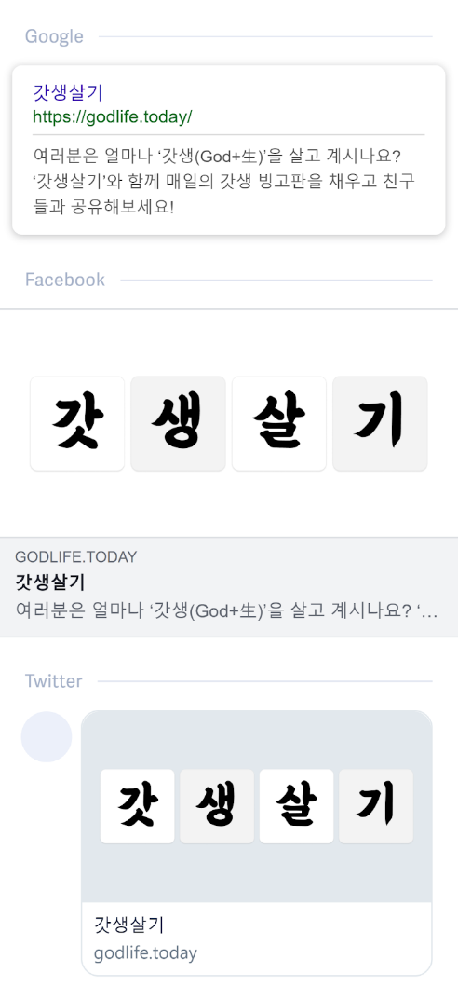 Google
갓생살기
https://godlife.today/
여러분은 얼마나 ‘갓생(God+生)’을 살고 계시나요?
‘갓생살기’와 함께 매일의 갓생 빙고판을 채우고 친구
들과 공유해보세요!
Facebook
갓 생 살 기
GODLIFE.TODAY
갓생살기
여러분은 얼마나 ‘갓생(God+生)’을 살고 계시나요? ‘…
Twitter
갓 생 살 기
갓생살기
godlife.today